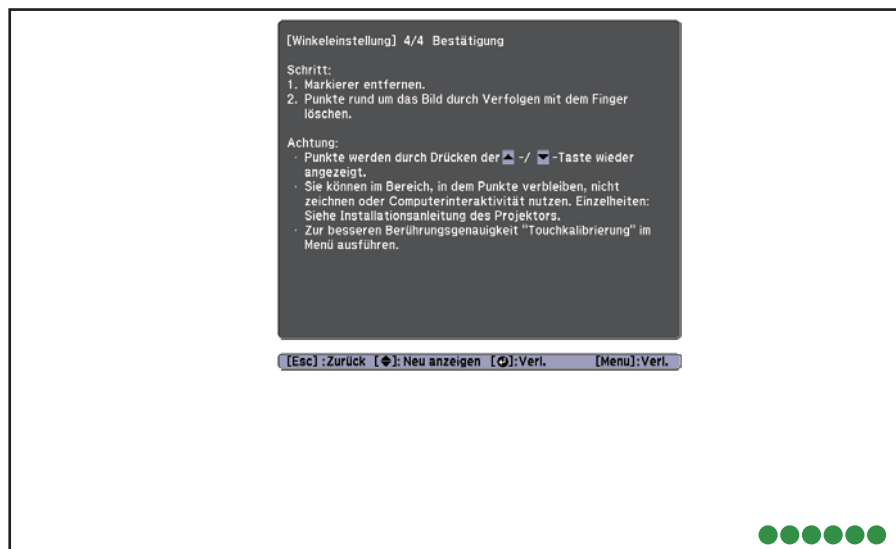 [Winkeleinstellung] 4/4 Bestätigung
Schritt:
1. Markierer entfernen.
2. Punkte rund um das Bild durch Verfolgen mit dem Finger
löschen.
Achtung:
· Punkte werden durch Drücken der ▲ -/ ▼ -Taste wieder
angezeigt.
· Sie können im Bereich, in dem Punkte verbleiben, nicht
zeichnen oder Computerinteraktivität nutzen. Einzelheiten:
Siehe Installationsanleitung des Projektors.
· Zur besseren Berührungsgenauigkeit "Touchkalibrierung" im
Menü ausführen.
[Esc] :Zurück [◆]: Neu anzeigen [⏎]:Verl. [Menu]:Verl.